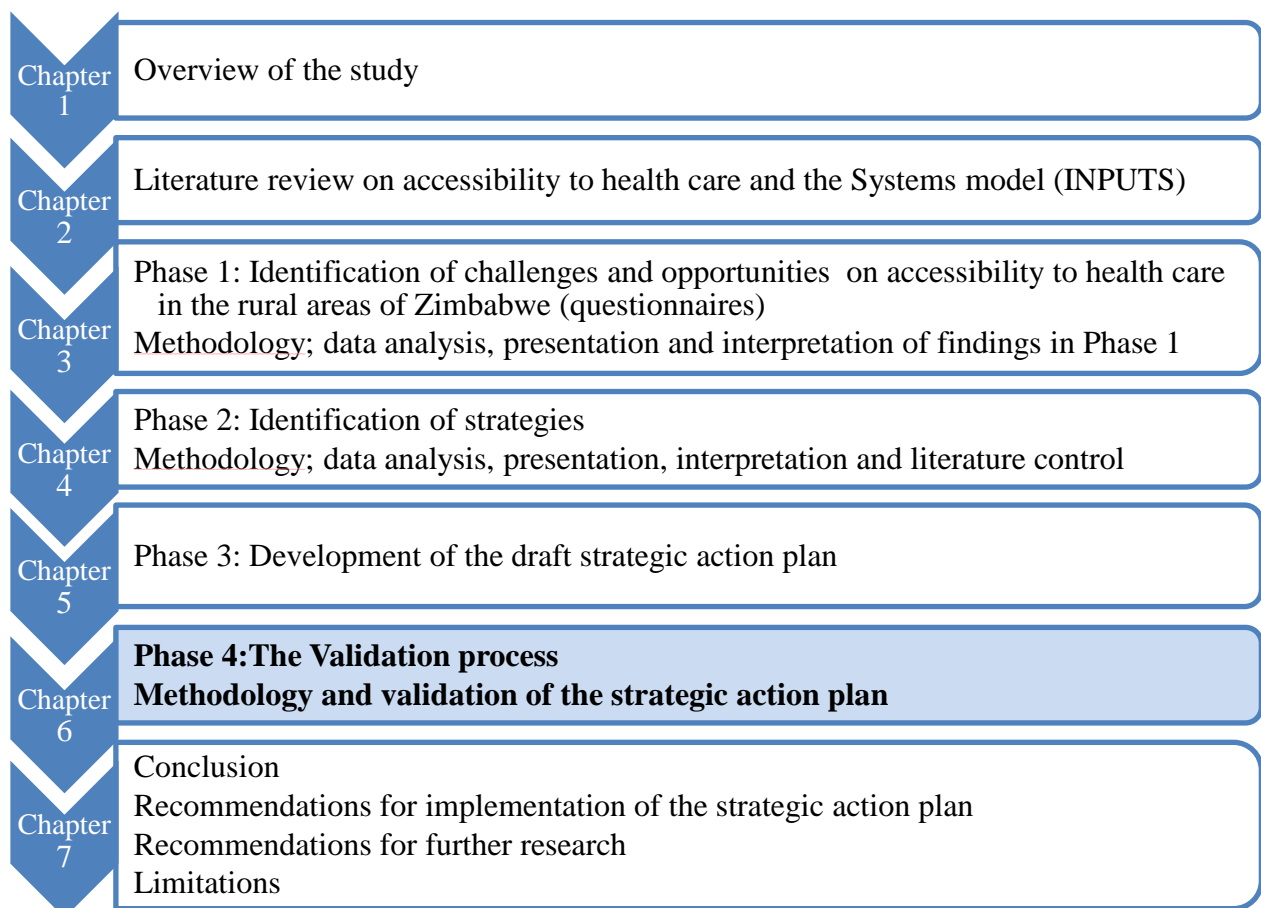 Chapter
1
Overview of the study
Chapter
2
Literature review on accessibility to health care and the Systems model (INPUTS)
Chapter
3
Phase 1: Identification of challenges and opportunities on accessibility to health care
in the rural areas of Zimbabwe (questionnaires)
Methodology; data analysis, presentation and interpretation of findings in Phase 1
Chapter
4
Phase 2: Identification of strategies
Methodology; data analysis, presentation, interpretation and literature control
Chapter
5
Phase 3: Development of the draft strategic action plan
Chapter
6
Phase 4:The Validation process
Methodology and validation of the strategic action plan
Chapter
7
Conclusion
Recommendations for implementation of the strategic action plan
Recommendations for further research
Limitations